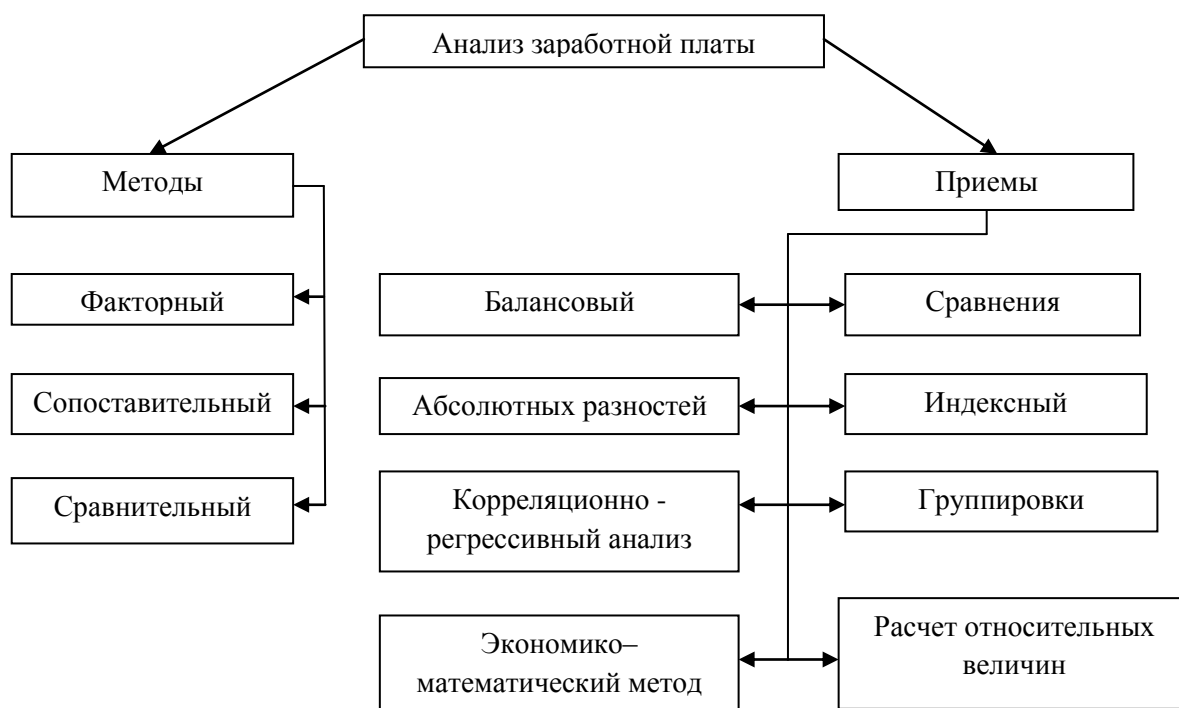 Анализ заработной платы
Методы
Приемы
Факторный
Балансовый
Сравнения
Сопоставительный
Абсолютных разностей
Индексный
Сравнительный
Корреляционно -
регрессивный анализ
Группировки
Экономико–
математический метод
Расчет относительных
величин